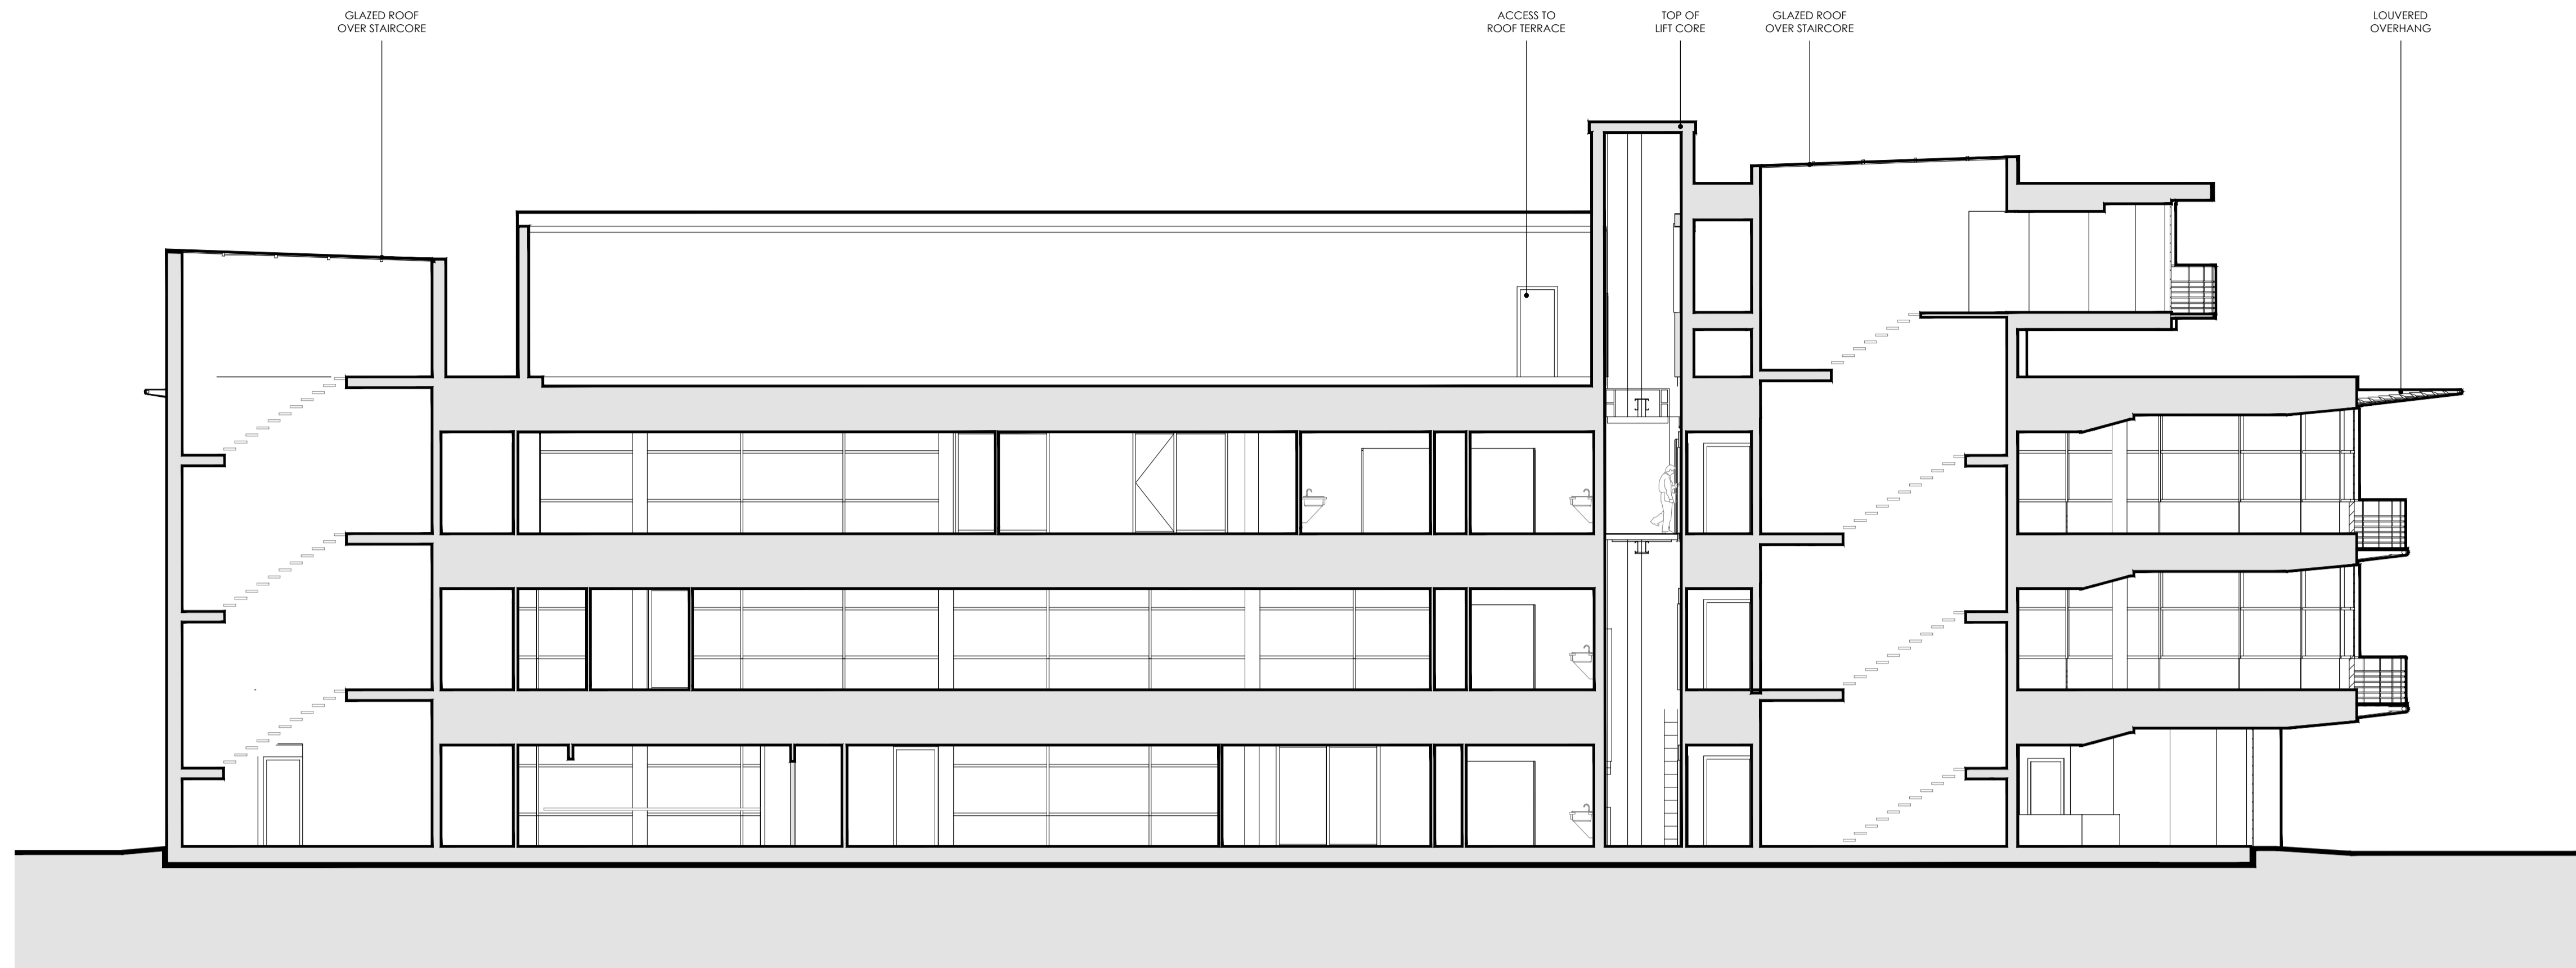 GLAZED ROOF
OVER STAIRCORE
ACCESS TO
ROOF TERRACE
TOP OF
LIFT CORE
GLAZED ROOF
OVER STAIRCORE
LOUVERED
OVERHANG